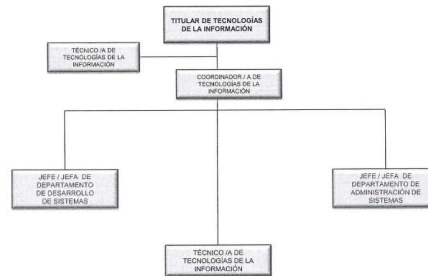 TITULAR DE TECNOLOGÍAS
DE LA INFORMACIÓN
TÉCNICO /A DE
TECNOLOGÍAS DE LA
INFORMACIÓN
COORDINADOR / A DE
TECNOLOGÍAS DE LA
INFORMACIÓN
JEFE / JEFA DE
DEPARTAMENTO
DE DESARROLLO
DE SISTEMAS
JEFE / JEFA DE
DEPARTAMENTO DE
ADMINISTRACIÓN DE
SISTEMAS
TÉCNICO /A DE
TECNOLOGÍAS DE LA
INFORMACIÓN